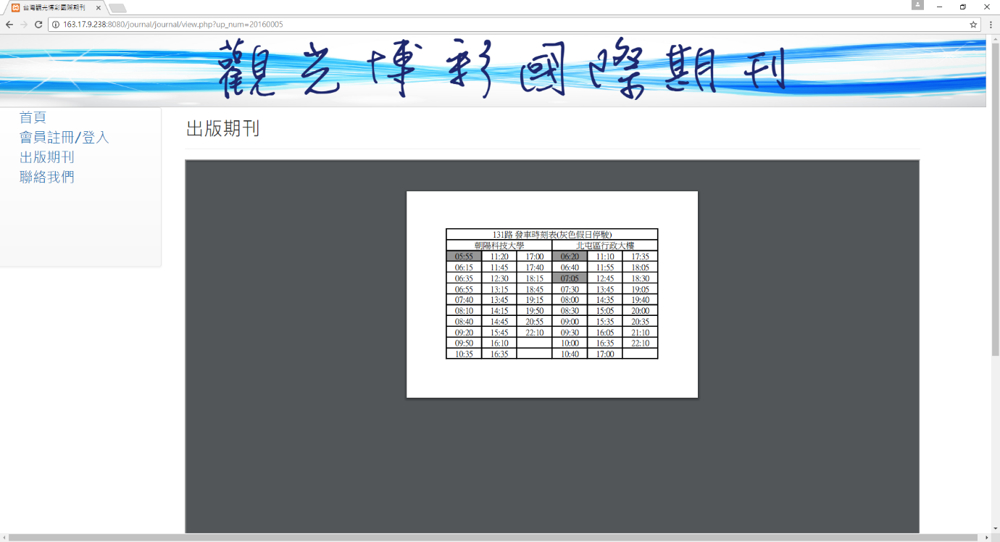 台灣觀光博彩國際期刊
163.17.9.238:8080/journal/journal/view.php?up_num=20160005
觀光博彩國際期刊
首頁
會員註冊/登入
出版期刊
聯絡我們
出版期刊
131路 發車時刻表(灰色假日停駛)
朝陽科技大學 北屯區行政大樓
05:55 11:20 17:00 06:20 11:10 17:35
06:15 11:45 17:40 06:40 11:55 18:05
06:35 12:30 18:15 07:05 12:45 18:30
06:55 13:15 18:45 07:30 13:45 19:05
07:40 13:45 19:15 08:00 14:35 19:40
08:10 14:15 19:50 08:30 15:05 20:00
08:40 14:45 20:55 09:00 15:35 20:35
09:20 15:45 22:10 09:30 16:05 21:10
09:50 16:10 10:00 16:35 22:10
10:35 16:35 10:40 17:00